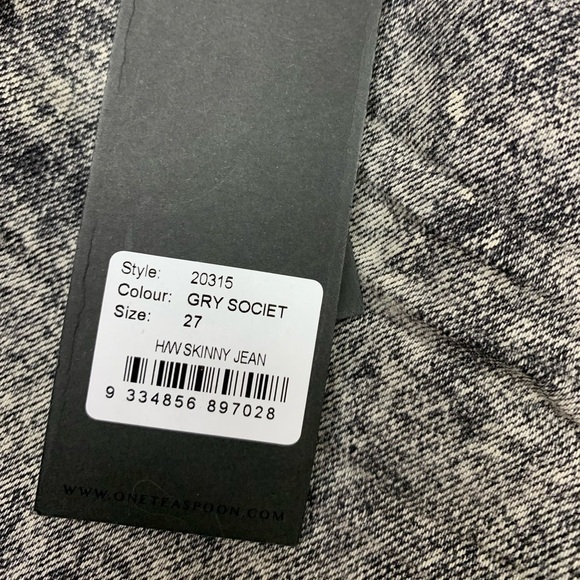 Style: 20315
Colour: GRY SOCIET
Size: 27
H/W SKINNY JEAN
9 334856 897028
WWW.ONETEASPOON.COM